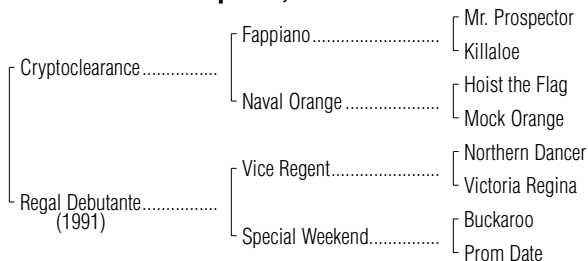 Mr. Prospector
Fappiano
Killaloe
Cryptoclearance
Hoist the Flag
Naval Orange
Mock Orange
Northern Dancer
Vice Regent
Victoria Regina
Regal Debutante
(1991)
Buckaroo
Special Weekend
Prom Date